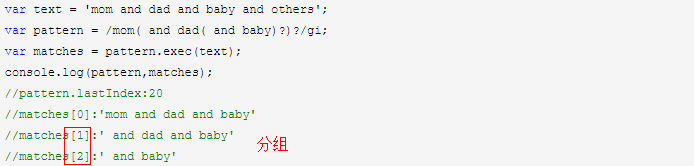 var text = 'mom and dad and baby and others';
var pattern = /mom( and dad( and baby)?)?/gi;
var matches = pattern.exec(text);
console.log(pattern,matches);
//pattern.lastIndex:20
//matches[0]:'mom and dad and baby'
//matches[1]:' and dad and baby'
//matches[2]:' and baby'
分组